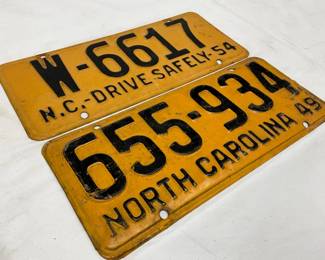 W-6617
N.C.-DRIVE SAFELY-54
655-934
NORTH CAROLINA 49